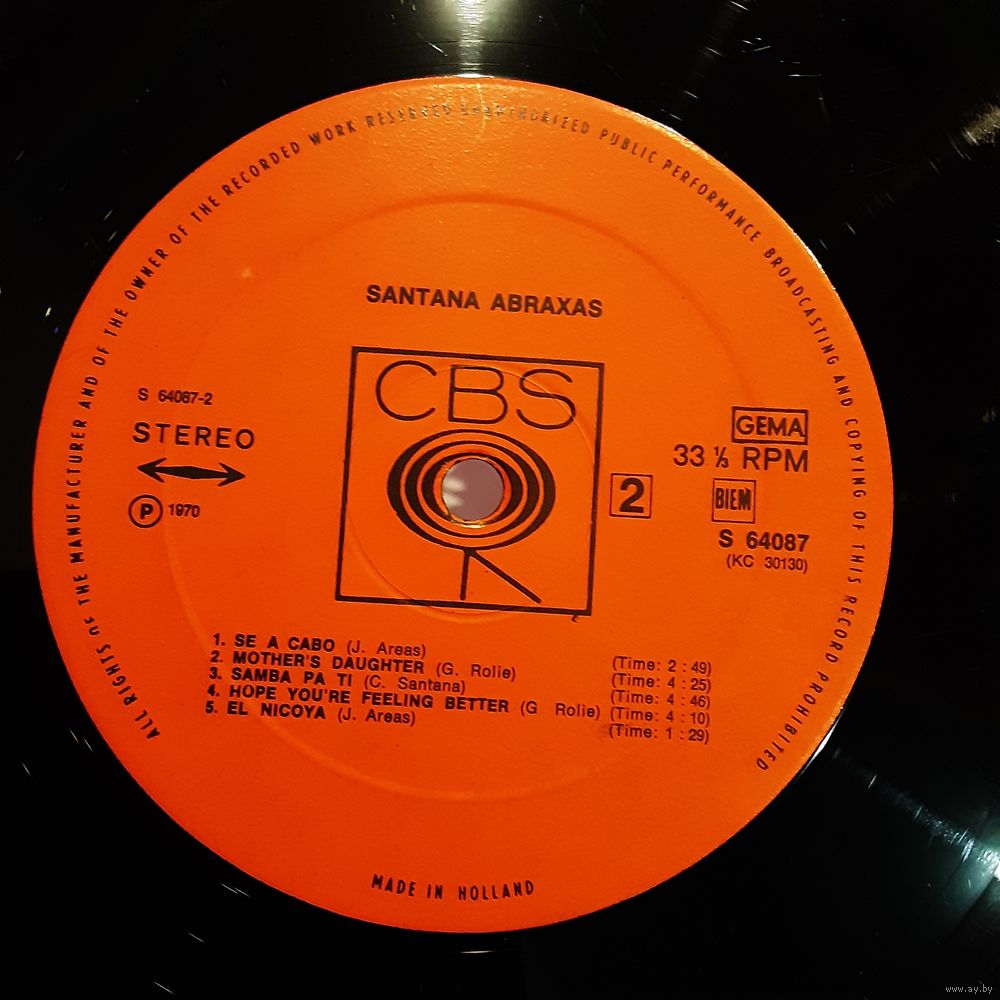 ALL RIGHTS OF THE MANUFACTURER AND OF THE OWNER OF THE RECORDED WORK RESERVED UNAUTHORIZED PUBLIC PERFORMANCE BROADCASTING AND COPYING OF THIS RECORD PROHIBITED
SANTANA ABRAXAS
CBS
S 64087-2
STEREO
Ⓟ 1970
GEMA
33 ⅓ RPM
2
BIEM
S 64087
(KC 30130)
1. SE A CABO (J. Areas) (Time: 2 : 49)
2. MOTHER'S DAUGHTER (G. Rolie) (Time: 4 : 25)
3. SAMBA PA TI (C. Santana) (Time: 4 : 46)
4. HOPE YOU'RE FEELING BETTER (G Rolie) (Time: 4 : 10)
5. EL NICOYA (J. Areas) (Time: 1 : 29)
MADE IN HOLLAND
www.ay.by